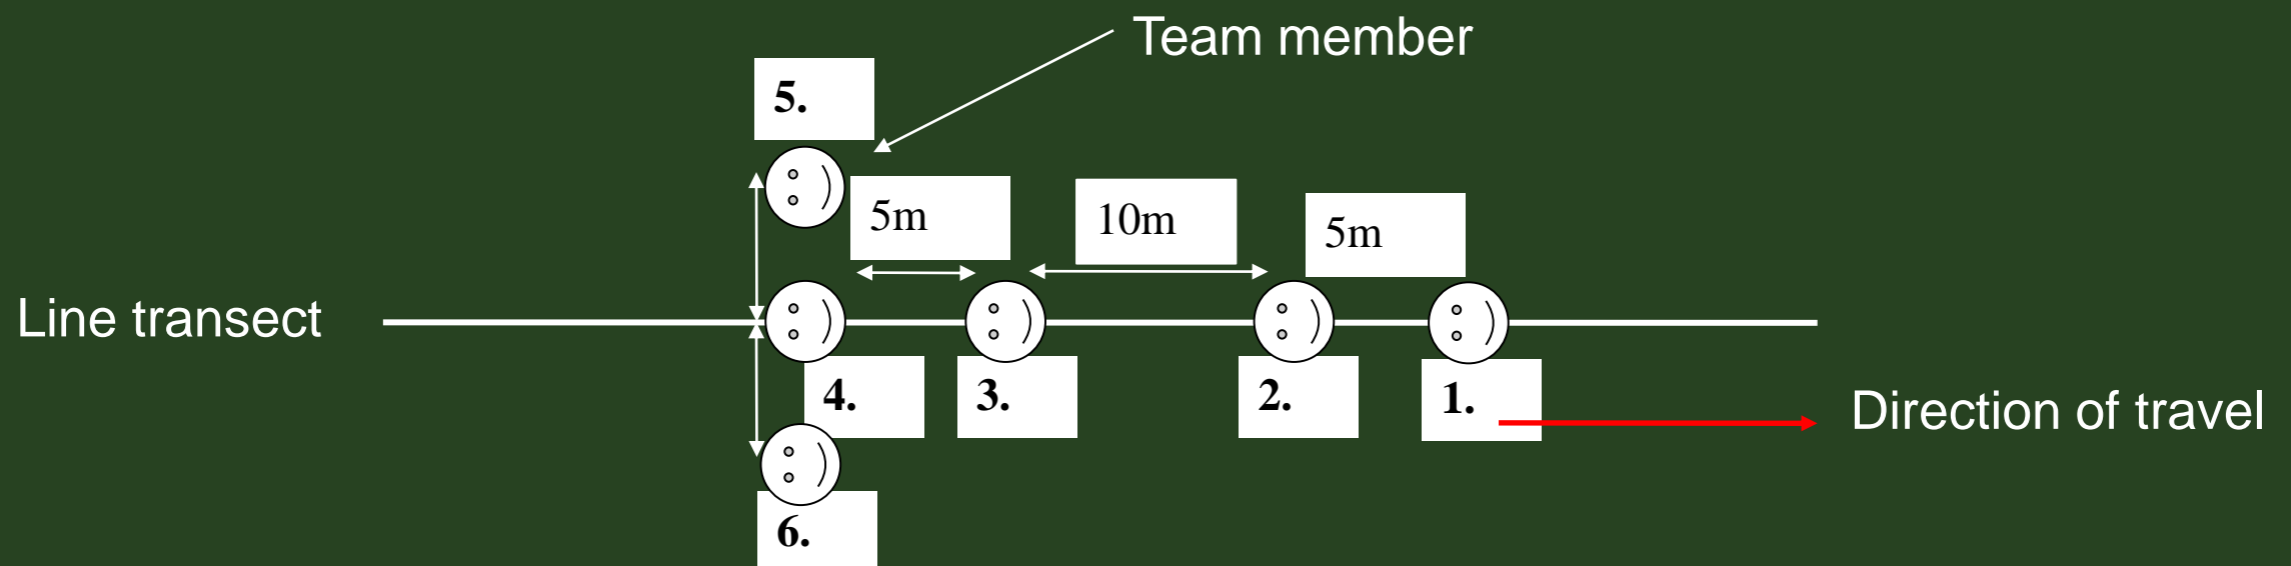 Team member
5.
5m
10m
5m
Line transect
4.
3.
2.
1.
Direction of travel
6.